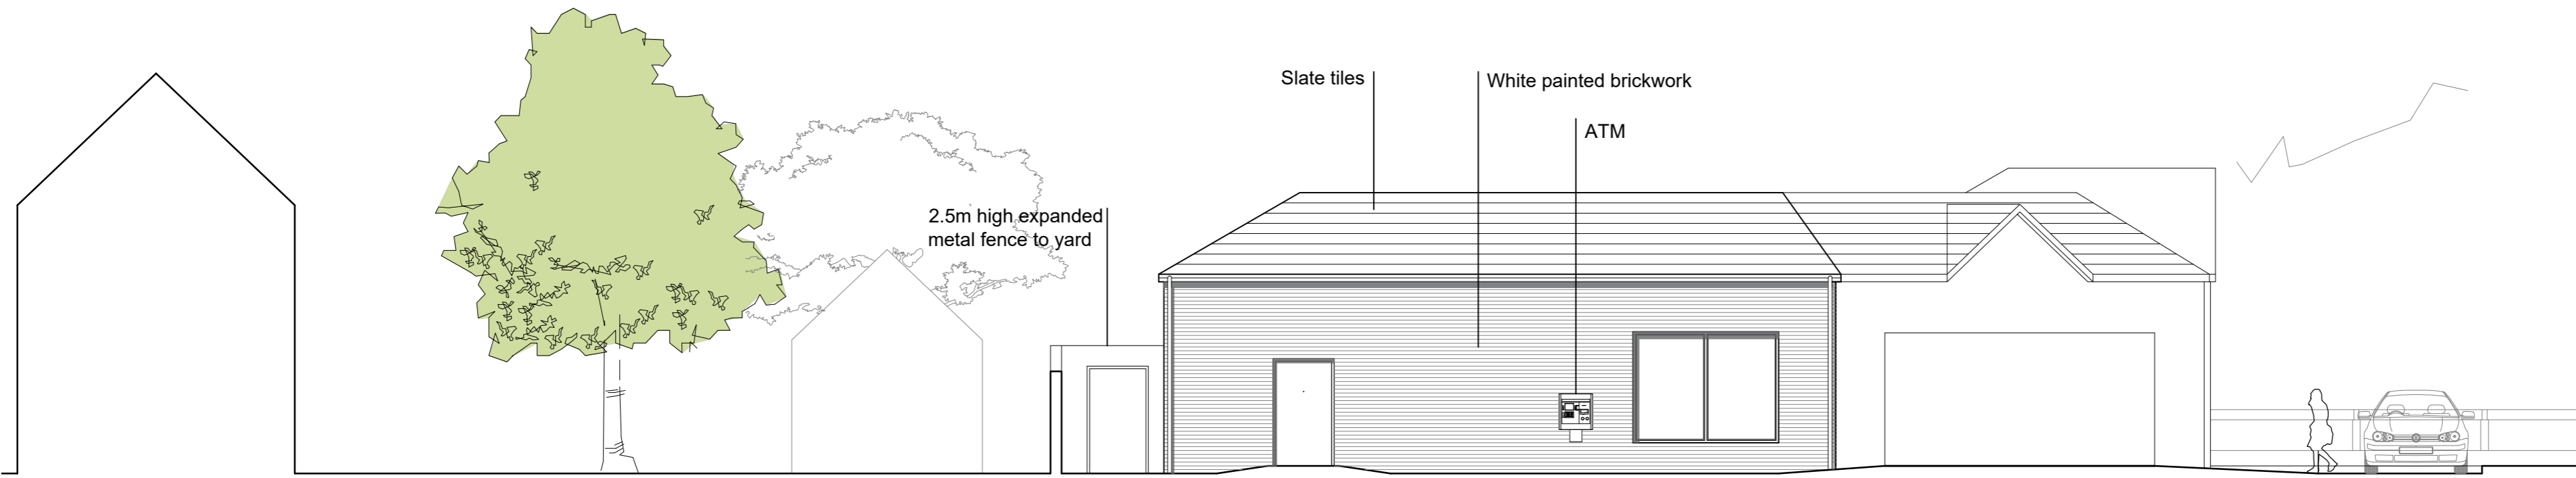 Slate tiles
White painted brickwork
ATM
2.5m high expanded
metal fence to yard